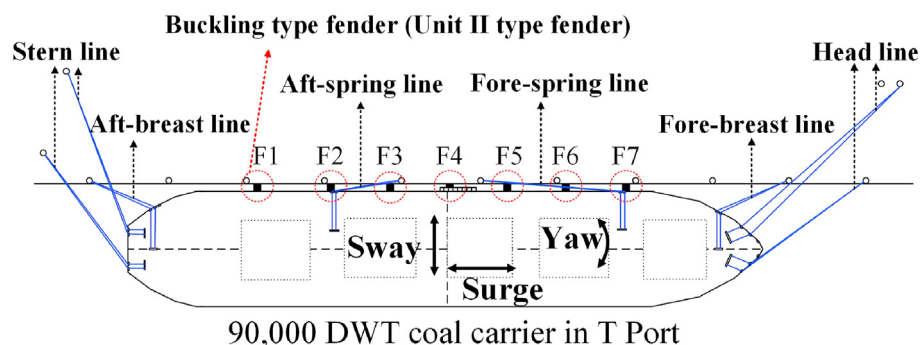 Buckling type fender (Unit II type fender)
Stern line
Head line
Aft-spring line
Fore-spring line
Aft-breast line
Fore-breast line
F1 F2 F3 F4 F5 F6 F7
Sway
Yaw
Surge
90,000 DWT coal carrier in T Port